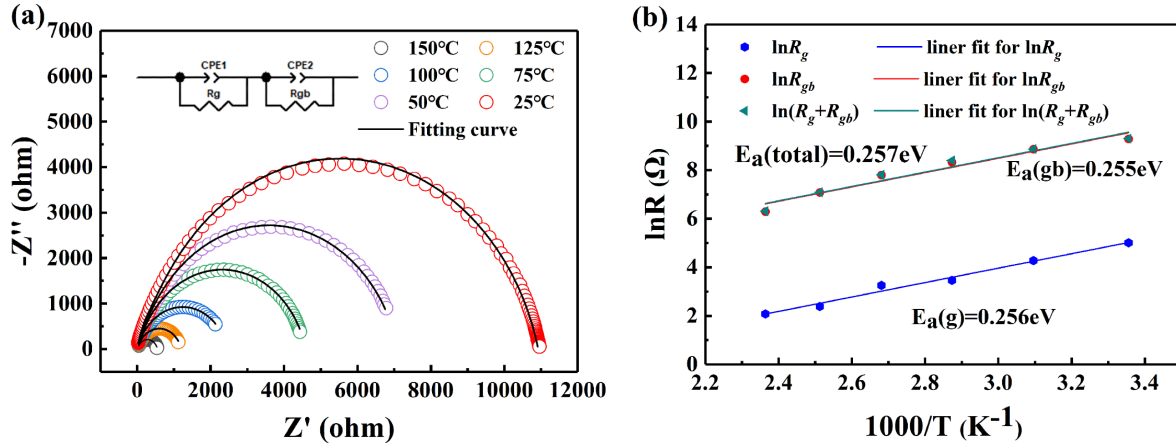 (a)
7000
6000
5000
4000
3000
2000
1000
0
-Z'' (ohm)
CPE1 CPE2
Rg Rgb
150℃ 125℃
100℃ 75℃
50℃ 25℃
Fitting curve
0 2000 4000 6000 8000 10000 12000
Z' (ohm)
(b)
14
12
10
8
6
4
2
0
lnR (Ω)
lnRg liner fit for lnRg
lnRgb liner fit for lnRgb
ln(Rg+Rgb) liner fit for ln(Rg+Rgb)
Ea(total)=0.257eV
Ea(gb)=0.255eV
Ea(g)=0.256eV
2.2 2.4 2.6 2.8 3.0 3.2 3.4
1000/T (K-1)